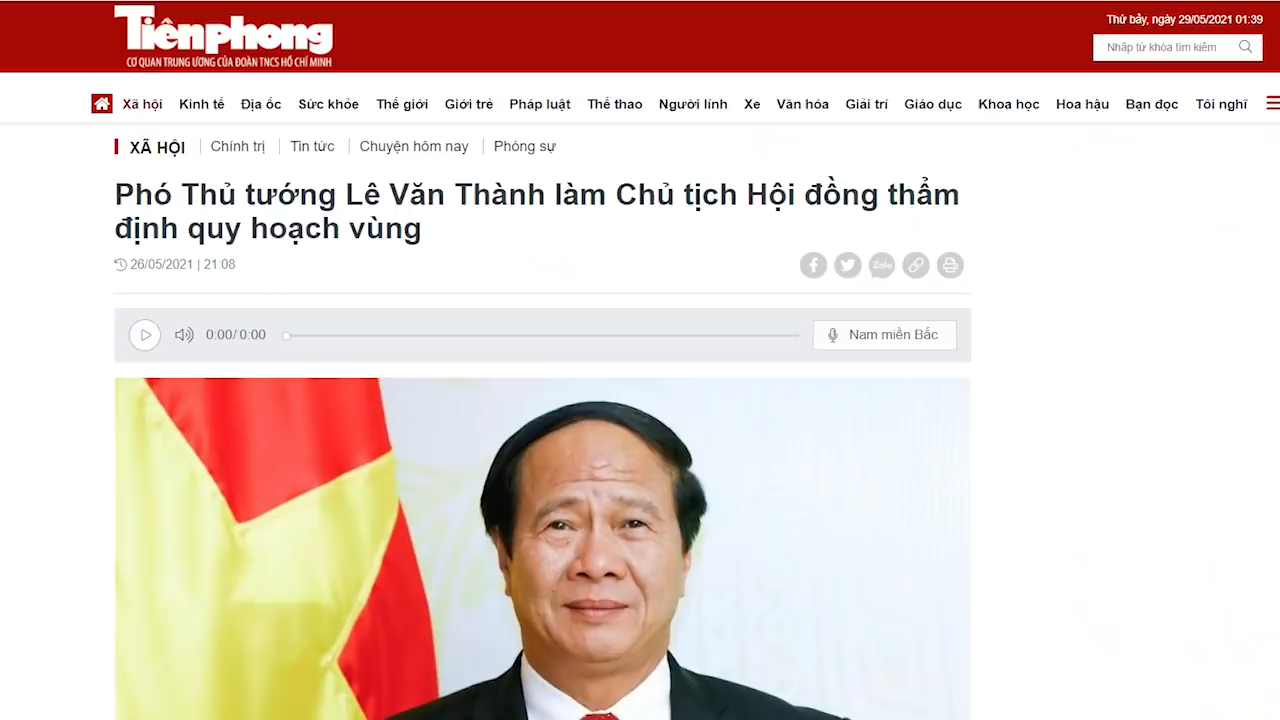 Tiênphong
CƠ QUAN TRUNG ƯƠNG CỦA ĐOÀN TNCS HỒ CHÍ MINH
Thứ bảy, ngày 29/05/2021 01:39
Nhập từ khóa tìm kiếm
Xã hội Kinh tế Địa ốc Sức khỏe Thế giới Giới trẻ Pháp luật Thể thao Người lính Xe Văn hóa Giải trí Giáo dục Khoa học Hoa hậu Bạn đọc Tôi nghĩ
XÃ HỘI Chính trị Tin tức Chuyện hôm nay Phóng sự
Phó Thủ tướng Lê Văn Thành làm Chủ tịch Hội đồng thẩm
định quy hoạch vùng
26/05/2021 | 21:08
Zalo
0:00/ 0:00
Nam miền Bắc